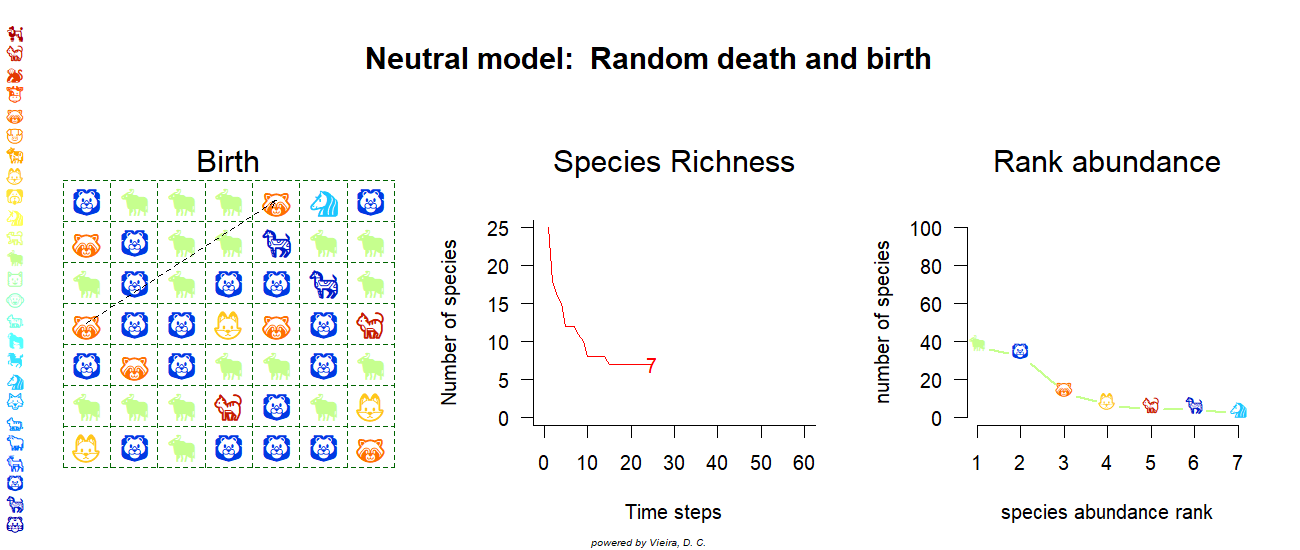 Neutral model:  Random death and birth
Birth
Species Richness
Rank abundance
Number of species
25
20
15
10
5
0
7
0 10 20 30 40 50 60
Time steps
number of species
100
80
60
40
20
0
1 2 3 4 5 6 7
species abundance rank
powered by Vieira, D. C.